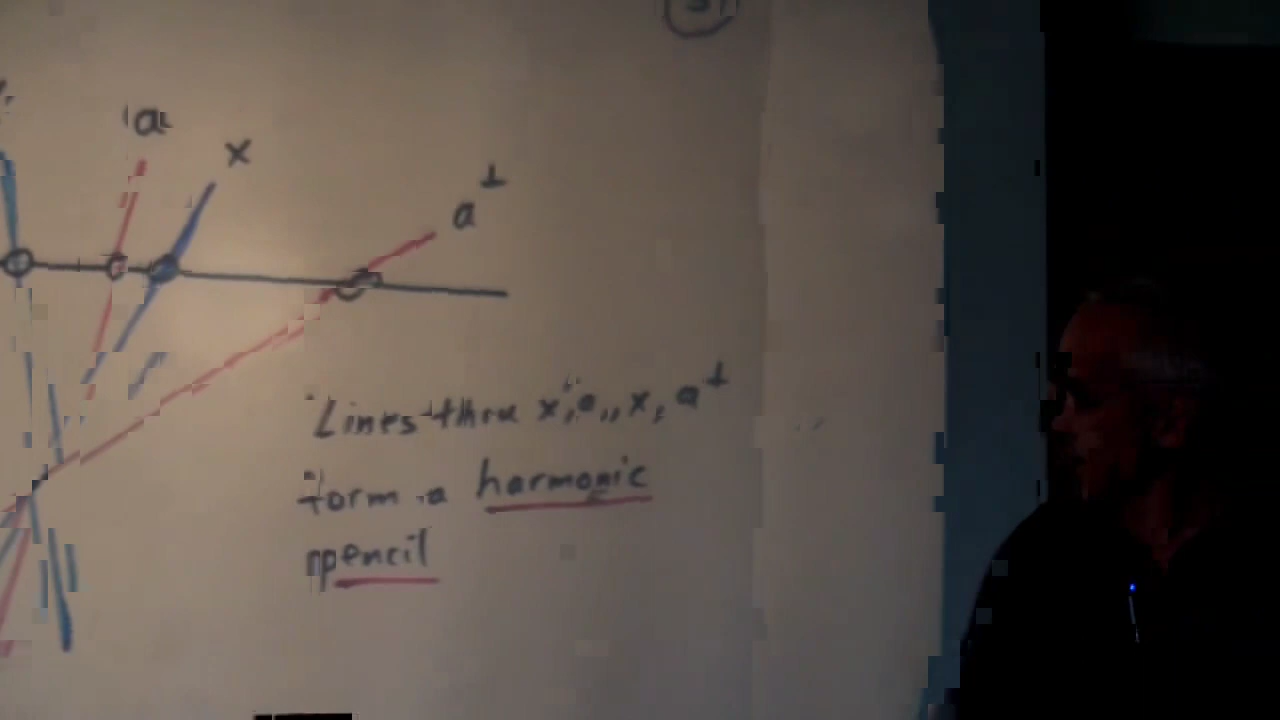 a
x
a⊥
Lines thru x', a, x, a⊥
form a harmonic
pencil